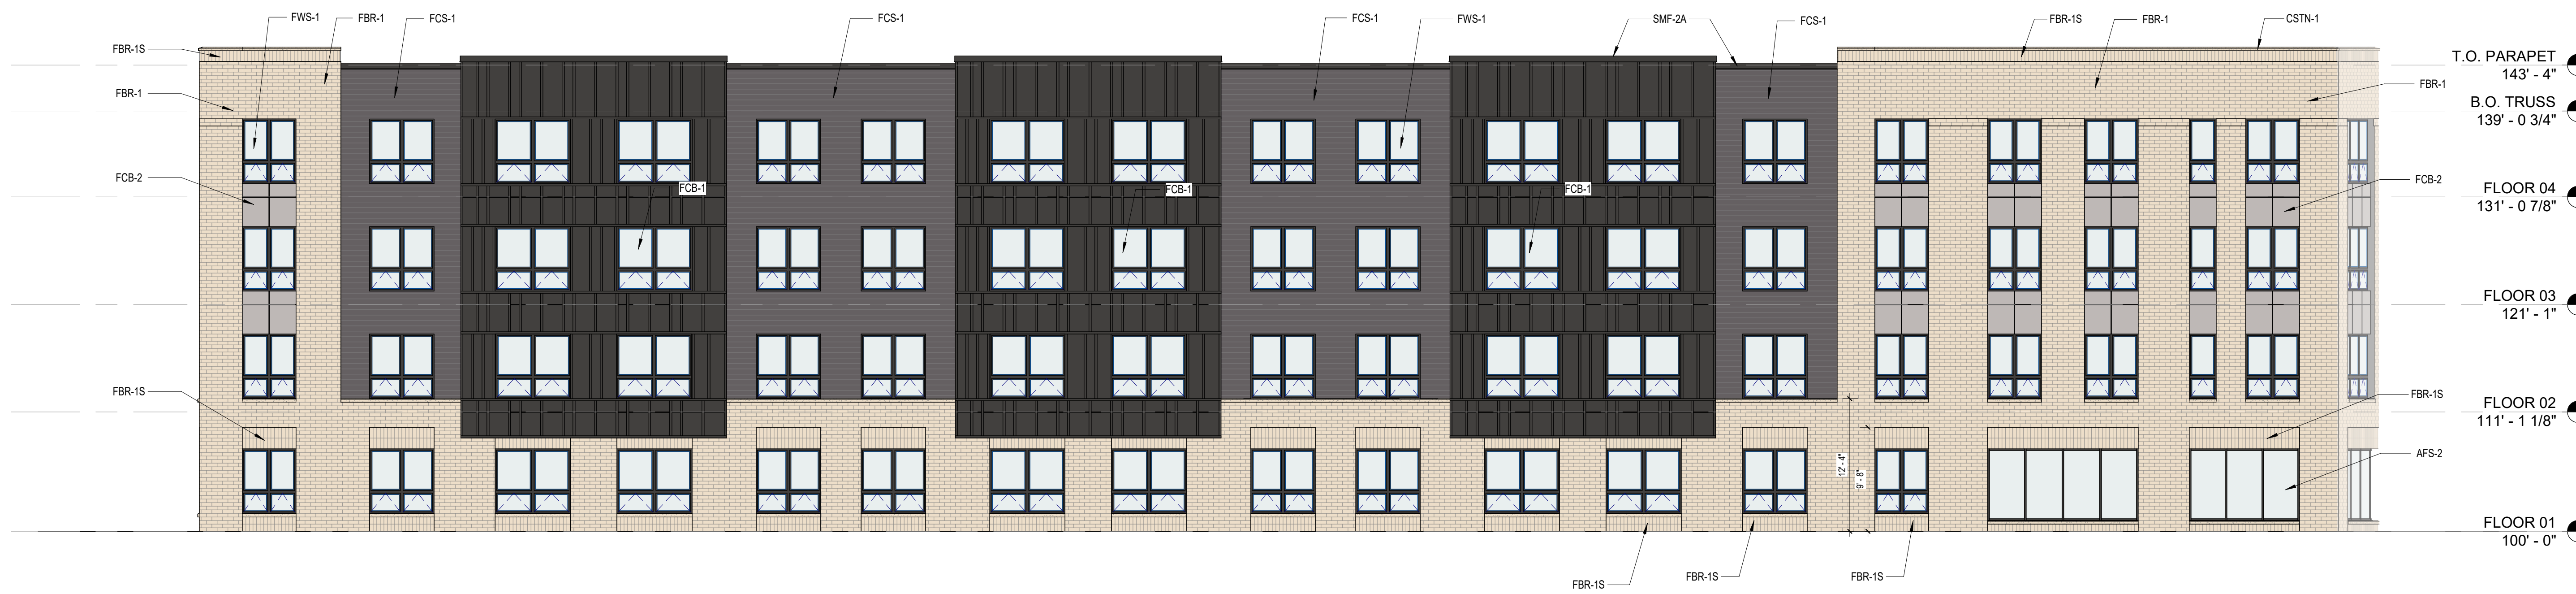 FWS-1
FBR-1
FCS-1
FCS-1
FCS-1
FWS-1
SMF-2A
FCS-1
FBR-1S
FBR-1
CSTN-1
FBR-1S
T.O. PARAPET
143' - 4"
FBR-1
FBR-1
B.O. TRUSS
139' - 0 3/4"
FCB-2
FCB-1
FCB-1
FCB-1
FCB-2
FLOOR 04
131' - 0 7/8"
FLOOR 03
121' - 1"
FBR-1S
FBR-1S
FLOOR 02
111' - 1 1/8"
12' - 4"
9' - 8"
AFS-2
FLOOR 01
100' - 0"
FBR-1S
FBR-1S
FBR-1S